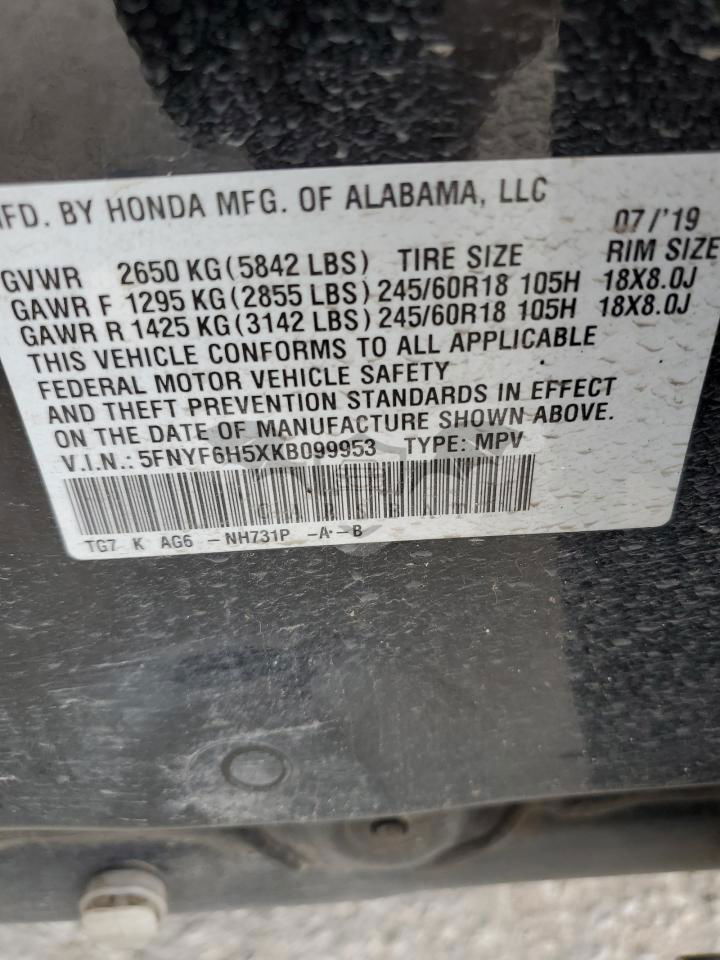 MFD. BY HONDA MFG. OF ALABAMA, LLC 07/'19
GVWR 2650 KG(5842 LBS) TIRE SIZE RIM SIZE
GAWR F 1295 KG(2855 LBS) 245/60R18 105H 18X8.0J
GAWR R 1425 KG(3142 LBS) 245/60R18 105H 18X8.0J
THIS VEHICLE CONFORMS TO ALL APPLICABLE
FEDERAL MOTOR VEHICLE SAFETY
AND THEFT PREVENTION STANDARDS IN EFFECT
ON THE DATE OF MANUFACTURE SHOWN ABOVE.
V.I.N.: 5FNYF6H5XKB099953 TYPE: MPV
TG7 K AG6 -NH731P -A--B